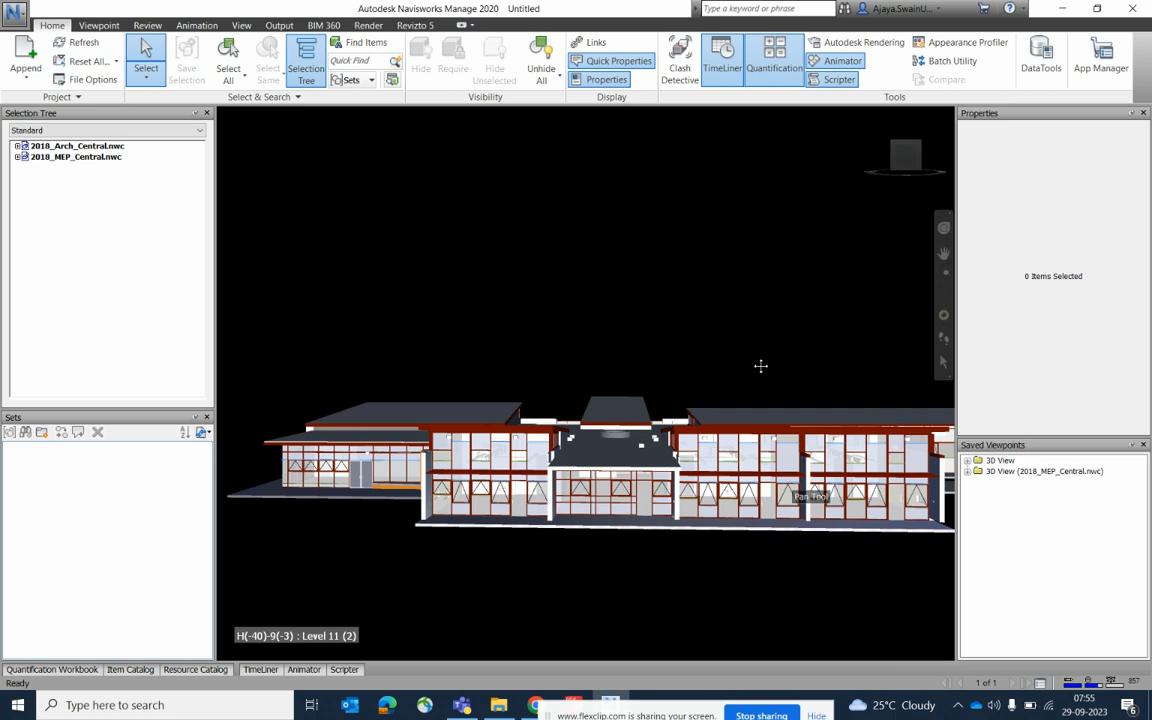 Autodesk Navisworks Manage 2020 Untitled
Type a keyword or phrase
Ajaya.SwainU...
Home Viewpoint Review Animation View Output BIM 360 Render Revizto 5
Append
Refresh
Reset All...
File Options
Project
Select
Save Selection
Select All
Select Same
Selection Tree
Find Items
Quick Find
Sets
Select & Search
Hide
Require
Hide Unselected
Unhide All
Visibility
Links
Quick Properties
Properties
Display
Clash Detective
TimeLiner
Quantification
Autodesk Rendering
Animator
Scripter
Appearance Profiler
Batch Utility
Compare
Tools
DataTools
App Manager
Selection Tree
Standard
2018_Arch_Central.nwc
2018_MEP_Central.nwc
Sets
Properties
0 Items Selected
Saved Viewpoints
3D View
3D View (2018_MEP_Central.nwc)
Pan Tool
H(-40)-9(-3) : Level 11 (2)
Quantification Workbook Item Catalog Resource Catalog TimeLiner Animator Scripter
Ready
1 of 1
857
Type here to search
www.flexclip.com is sharing your screen.
Stop sharing
Hide
25°C Cloudy
07:55
29-09-2023
6